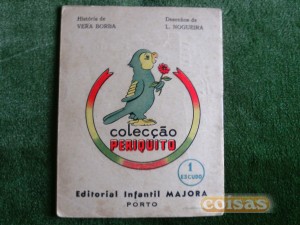 História de
VERA BORBA
Desenhos de
L. NOGUEIRA
colecção
PERIQUITO
1
ESCUDO
Editorial Infantil MAJORA
PORTO
coisas